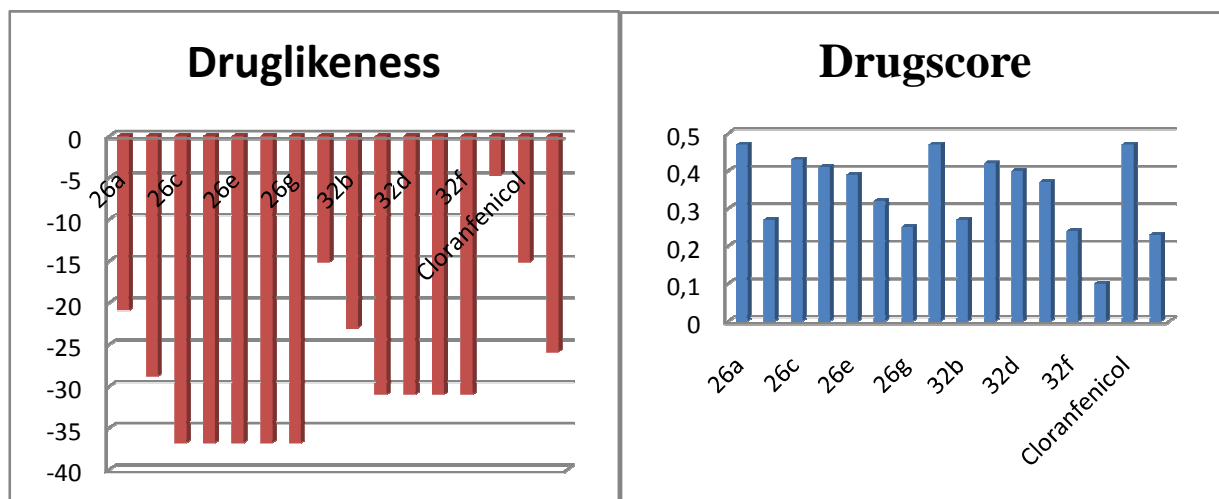 Druglikeness
0
-5
-10
-15
-20
-25
-30
-35
-40
26a
26c
26e
26g
32b
32d
32f
Cloranfenicol
Drugscore
0,5
0,4
0,3
0,2
0,1
0
26a
26c
26e
26g
32b
32d
32f
Cloranfenicol